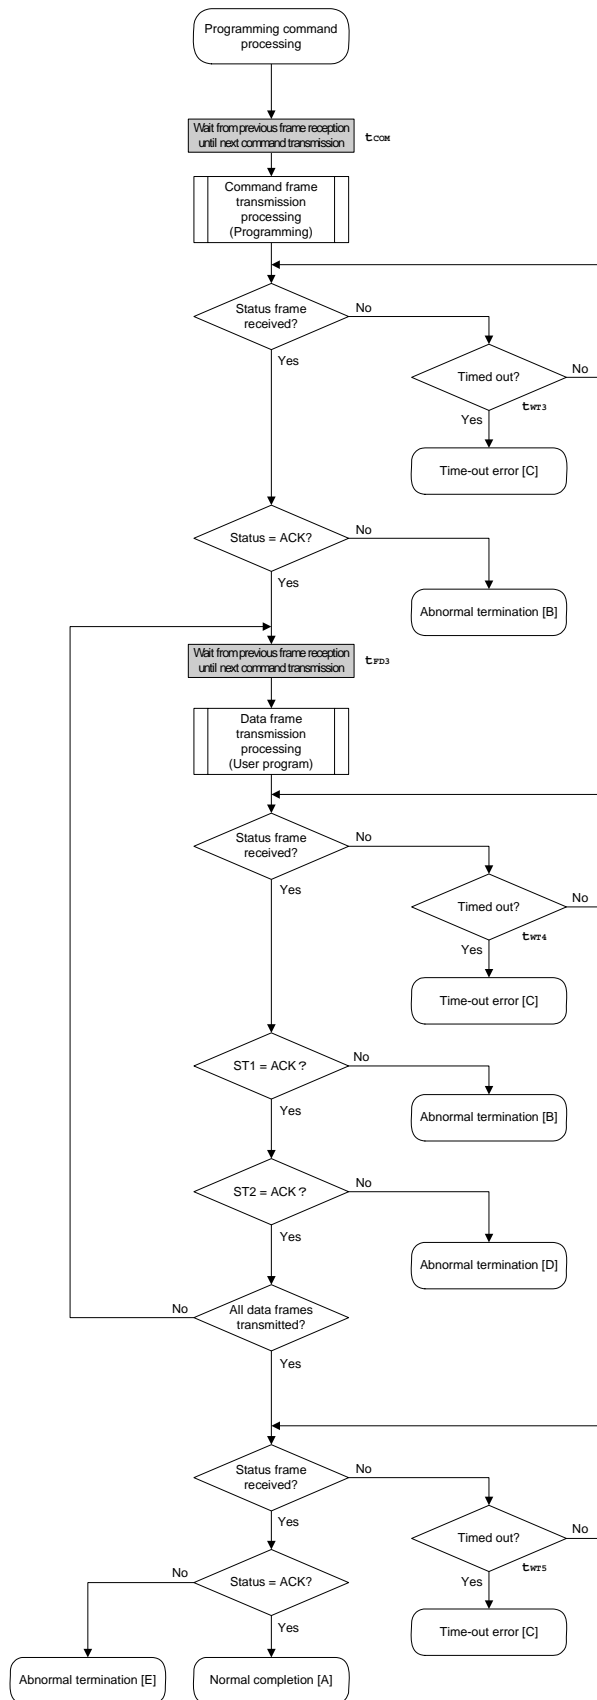 Programming command
processing
Wait from previous frame reception
until next command transmission
tCOM
Command frame
transmission
processing
(Programming)
Status frame
received?
No
Yes
Timed out?
No
tWT3
Yes
Time-out error [C]
Status = ACK?
No
Yes
Abnormal termination [B]
Wait from previous frame reception
until next command transmission
tFD3
Data frame
transmission
processing
(User program)
Status frame
received?
No
Yes
Timed out?
No
tWT4
Yes
Time-out error [C]
ST1 = ACK?
No
Yes
Abnormal termination [B]
ST2 = ACK?
No
Yes
Abnormal termination [D]
No
All data frames
transmitted?
Yes
Status frame
received?
No
Yes
Timed out?
No
tWT5
Yes
Time-out error [C]
No
Status = ACK?
Yes
Abnormal termination [E]
Normal completion [A]